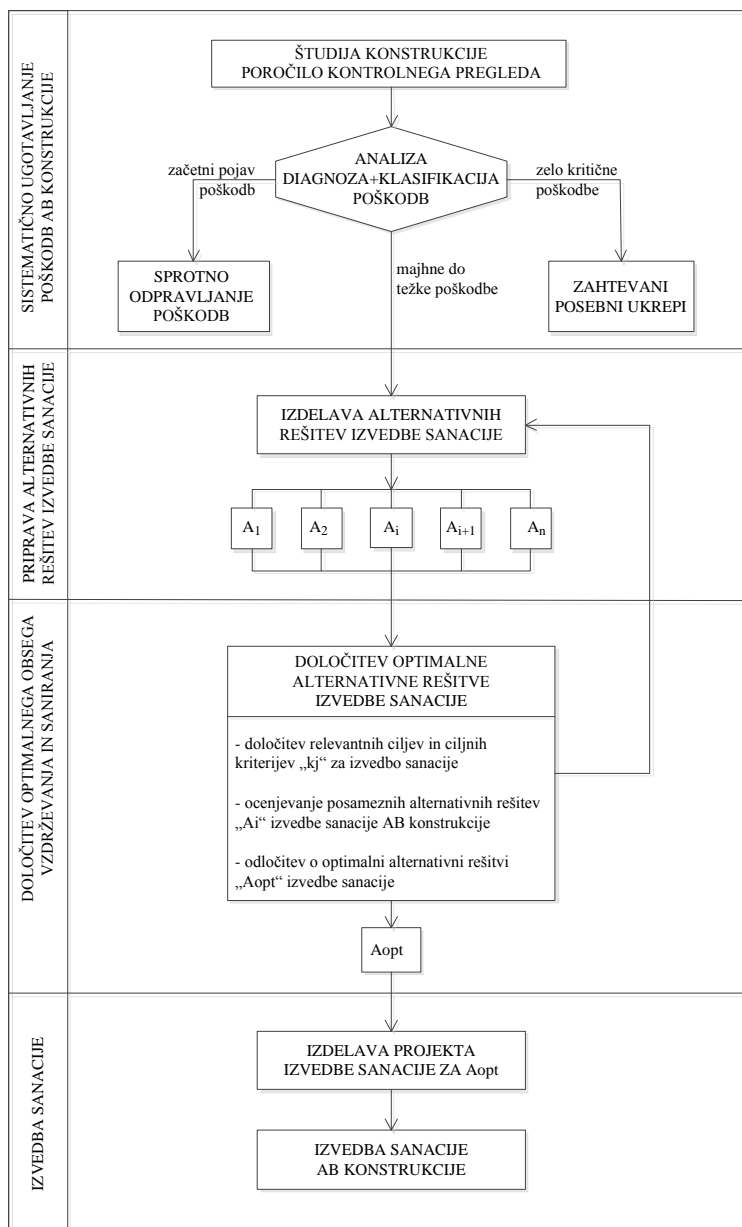 SISTEMATIČNO UGOTAVLJANJE
POŠKODB AB KONSTRUKCIJE
ŠTUDIJA KONSTRUKCIJE
POROČILO KONTROLNEGA PREGLEDA
ANALIZA
DIAGNOZA+KLASIFIKACIJA
POŠKODB
začetni pojav
poškodb
zelo kritične
poškodbe
SPROTNO
ODPRAVLJANJE
POŠKODB
majhne do
težke poškodbe
ZAHTEVANI
POSEBNI UKREPI
PRIPRAVA ALTERNATIVNIH
REŠITEV IZVEDBE SANACIJE
IZDELAVA ALTERNATIVNIH
REŠITEV IZVEDBE SANACIJE
A1 A2 Ai Ai+1 An
DOLOČITEV OPTIMALNEGA OBSEGA
VZDRŽEVANJA IN SANIRANJA
DOLOČITEV OPTIMALNE
ALTERNATIVNE REŠITVE
IZVEDBE SANACIJE
- določitev relevantnih ciljev in ciljnih
kriterijev „kj“ za izvedbo sanacije
- ocenjevanje posameznih alternativnih rešitev
„Ai“ izvedbe sanacije AB konstrukcije
- odločitev o optimalni alternativni rešitvi
„Aopt“ izvedbe sanacije
Aopt
IZVEDBA SANACIJE
IZDELAVA PROJEKTA
IZVEDBE SANACIJE ZA Aopt
IZVEDBA SANACIJE
AB KONSTRUKCIJE